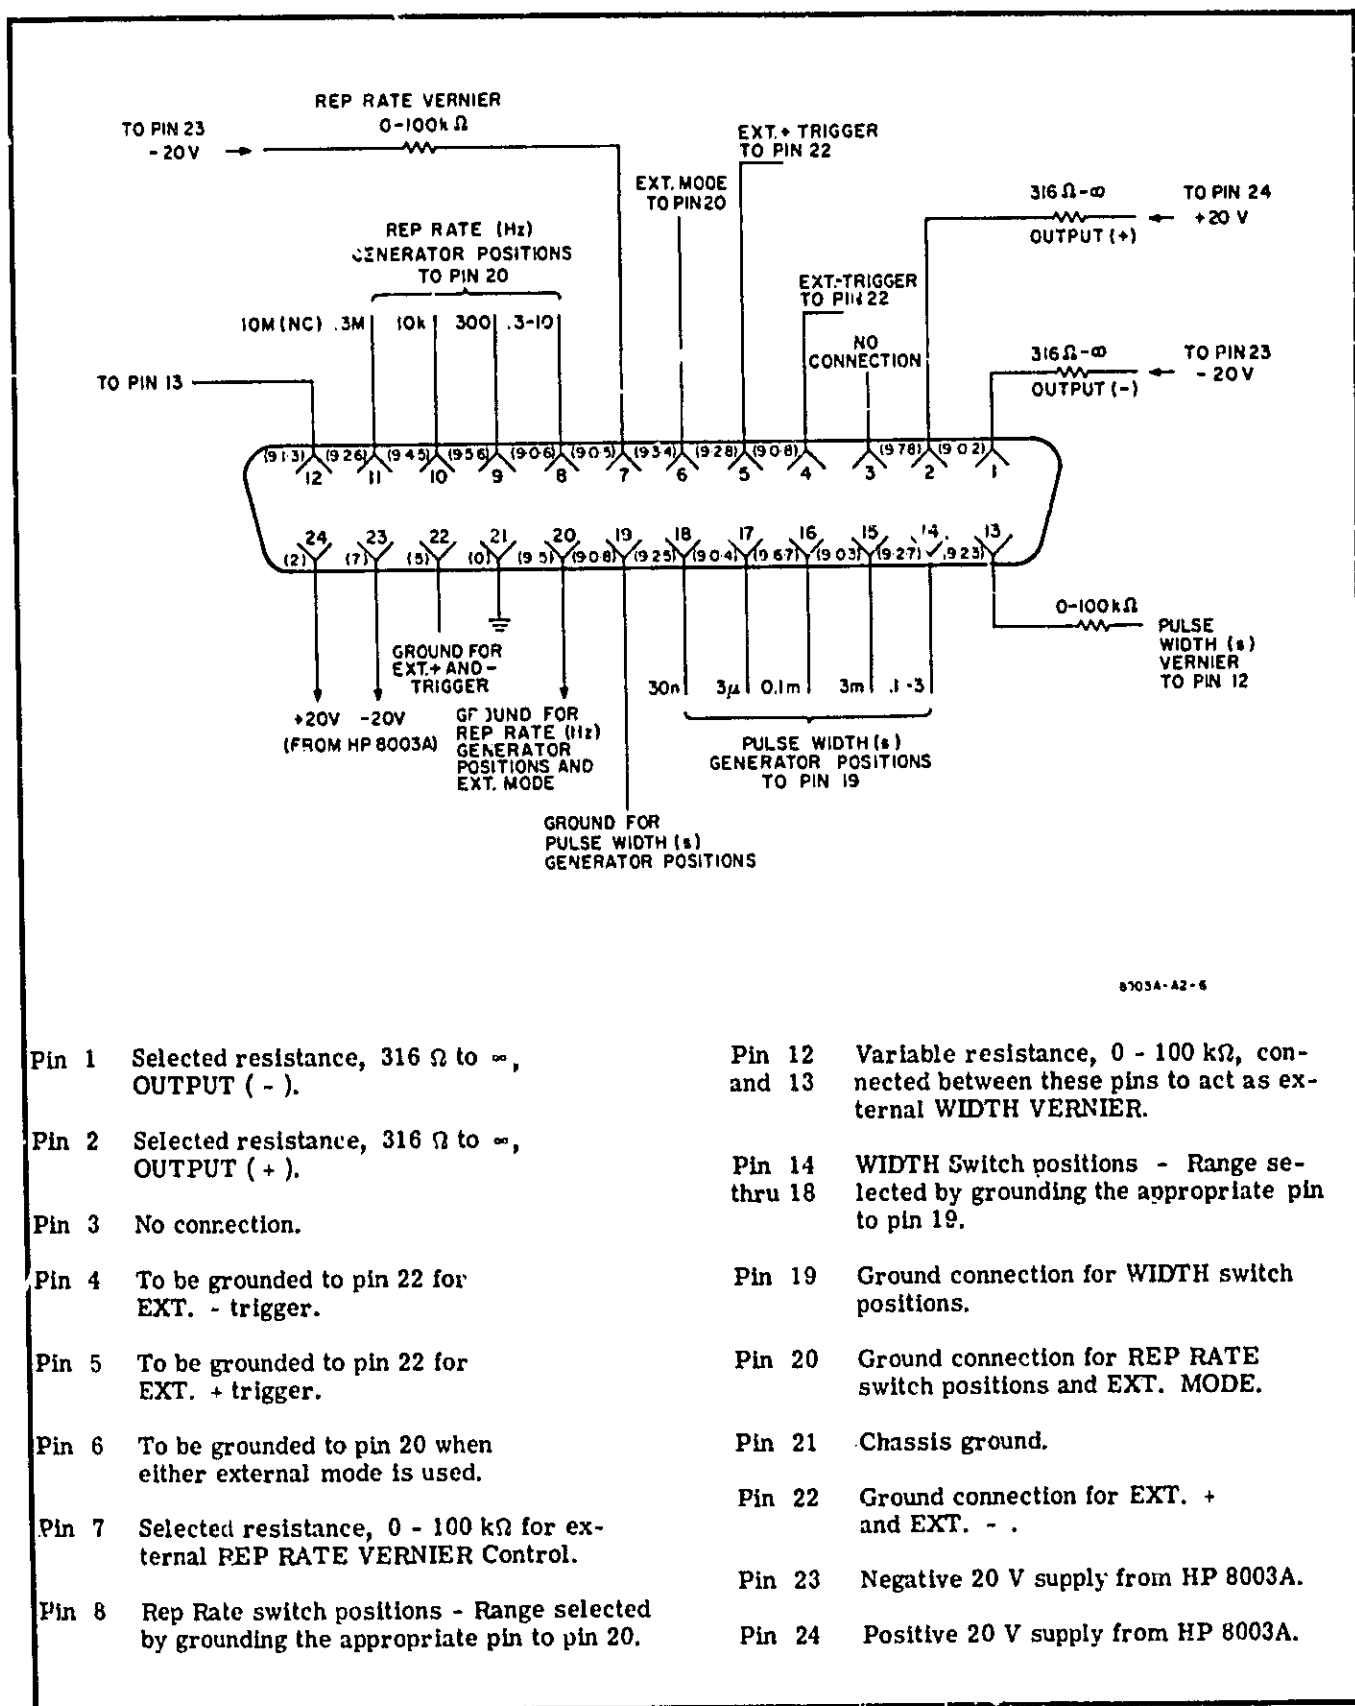 REP RATE VERNIER
0-100k Ω
TO PIN 23
- 20V
EXT.+ TRIGGER
TO PIN 22
EXT. MODE
TO PIN 20
316 Ω-∞
OUTPUT (+)
TO PIN 24
+20 V
REP RATE (Hz)
GENERATOR POSITIONS
TO PIN 20
EXT.-TRIGGER
TO PIN 22
10M (NC) .3M 10k 300 .3-10
NO
CONNECTION
316 Ω-∞
OUTPUT (-)
TO PIN 23
- 20V
TO PIN 13
(913) (926) (945) (956) (906) (905) (934) (928) (908) (978) (902)
12 11 10 9 8 7 6 5 4 3 2 1
24 23 22 21 20 19 18 17 16 15 14 13
(2) (7) (5) (0) (95) (908) (925) (904) (967) (903) (927) (923)
0-100kΩ
PULSE
WIDTH (s)
VERNIER
TO PIN 12
GROUND FOR
EXT.+ AND -
TRIGGER
30n 3μ 0.1m 3m .1-3
+20V -20V
(FROM HP 8003A)
GROUND FOR
REP RATE (Hz)
GENERATOR
POSITIONS AND
EXT. MODE
PULSE WIDTH (s)
GENERATOR POSITIONS
TO PIN 19
GROUND FOR
PULSE WIDTH (s)
GENERATOR POSITIONS
8003A-A2-6
Pin 1 Selected resistance, 316 Ω to ∞,
OUTPUT ( - ).
Pin 2 Selected resistance, 316 Ω to ∞,
OUTPUT ( + ).
Pin 3 No connection.
Pin 4 To be grounded to pin 22 for
EXT. - trigger.
Pin 5 To be grounded to pin 22 for
EXT. + trigger.
Pin 6 To be grounded to pin 20 when
either external mode is used.
Pin 7 Selected resistance, 0 - 100 kΩ for ex-
ternal REP RATE VERNIER Control.
Pin 8 Rep Rate switch positions - Range selected
by grounding the appropriate pin to pin 20.
Pin 12 Variable resistance, 0 - 100 kΩ, con-
and 13 nected between these pins to act as ex-
ternal WIDTH VERNIER.
Pin 14 WIDTH Switch positions - Range se-
thru 18 lected by grounding the appropriate pin
to pin 19.
Pin 19 Ground connection for WIDTH switch
positions.
Pin 20 Ground connection for REP RATE
switch positions and EXT. MODE.
Pin 21 Chassis ground.
Pin 22 Ground connection for EXT. +
and EXT. - .
Pin 23 Negative 20 V supply from HP 8003A.
Pin 24 Positive 20 V supply from HP 8003A.